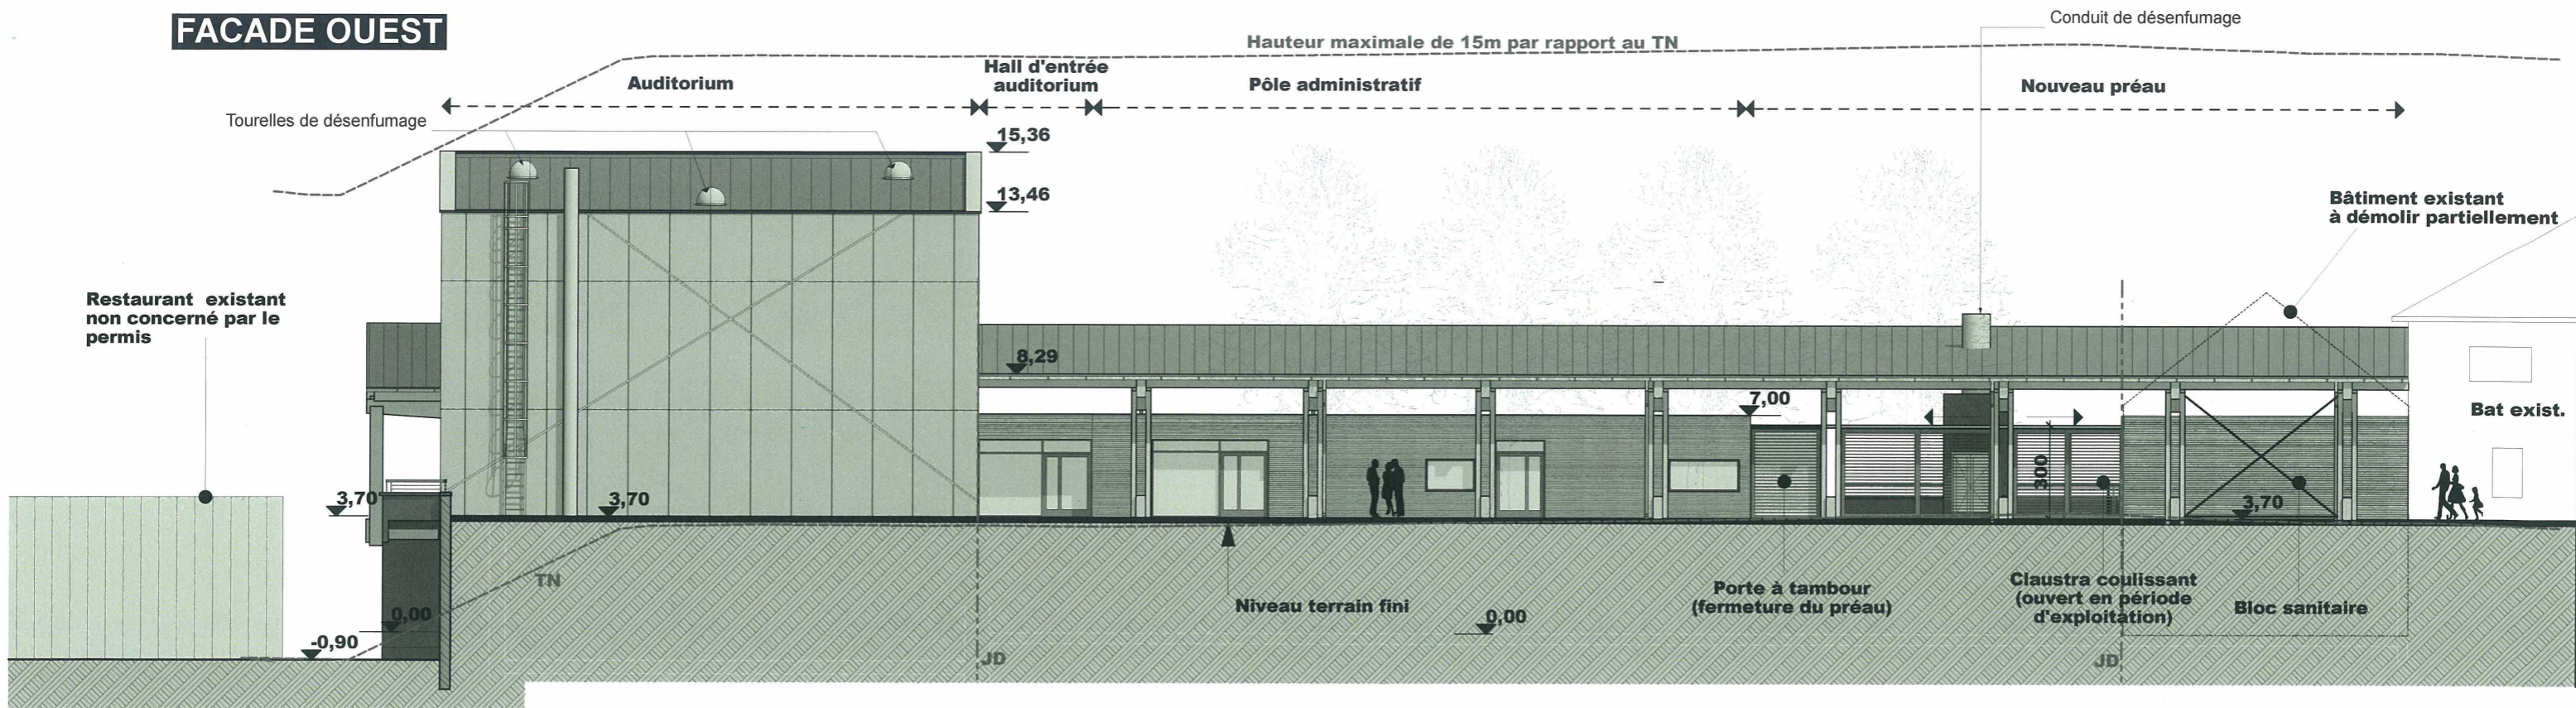 FACADE OUEST
Conduit de désenfumage
Hauteur maximale de 15m par rapport au TN
Auditorium
Hall d'entrée
auditorium
Pôle administratif
Nouveau préau
Tourelles de désenfumage
15,36
13,46
Bâtiment existant
à démolir partiellement
Restaurant existant
non concerné par le
permis
8,29
7,00
Bat exist.
300
3,70
3,70
3,70
TN
Niveau terrain fini
Porte à tambour
(fermeture du préau)
Claustra coulissant
(ouvert en période
d'exploitation)
Bloc sanitaire
0,00
0,00
-0,90
JD
JD